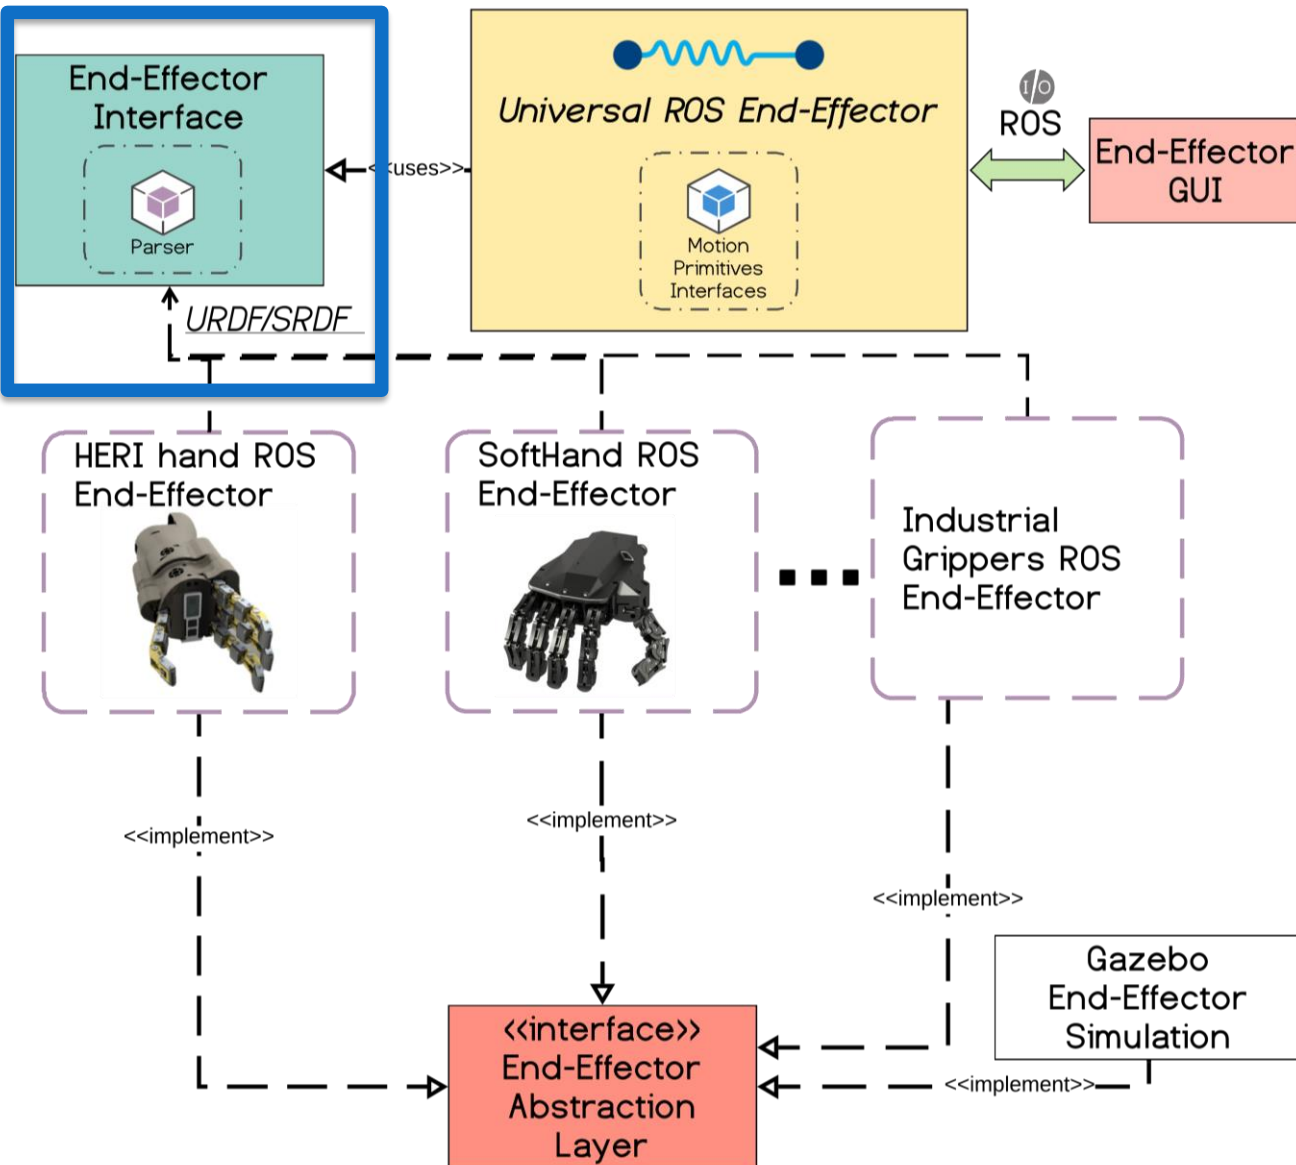 End-Effector
Interface
Parser
URDF/SRDF
<<uses>>
Universal ROS End-Effector
Motion
Primitives
Interfaces
I/O
ROS
End-Effector
GUI
HERI hand ROS
End-Effector
SoftHand ROS
End-Effector
Industrial
Grippers ROS
End-Effector
<<implement>>
<<implement>>
<<implement>>
Gazebo
End-Effector
Simulation
<<implement>>
<<interface>>
End-Effector
Abstraction
Layer